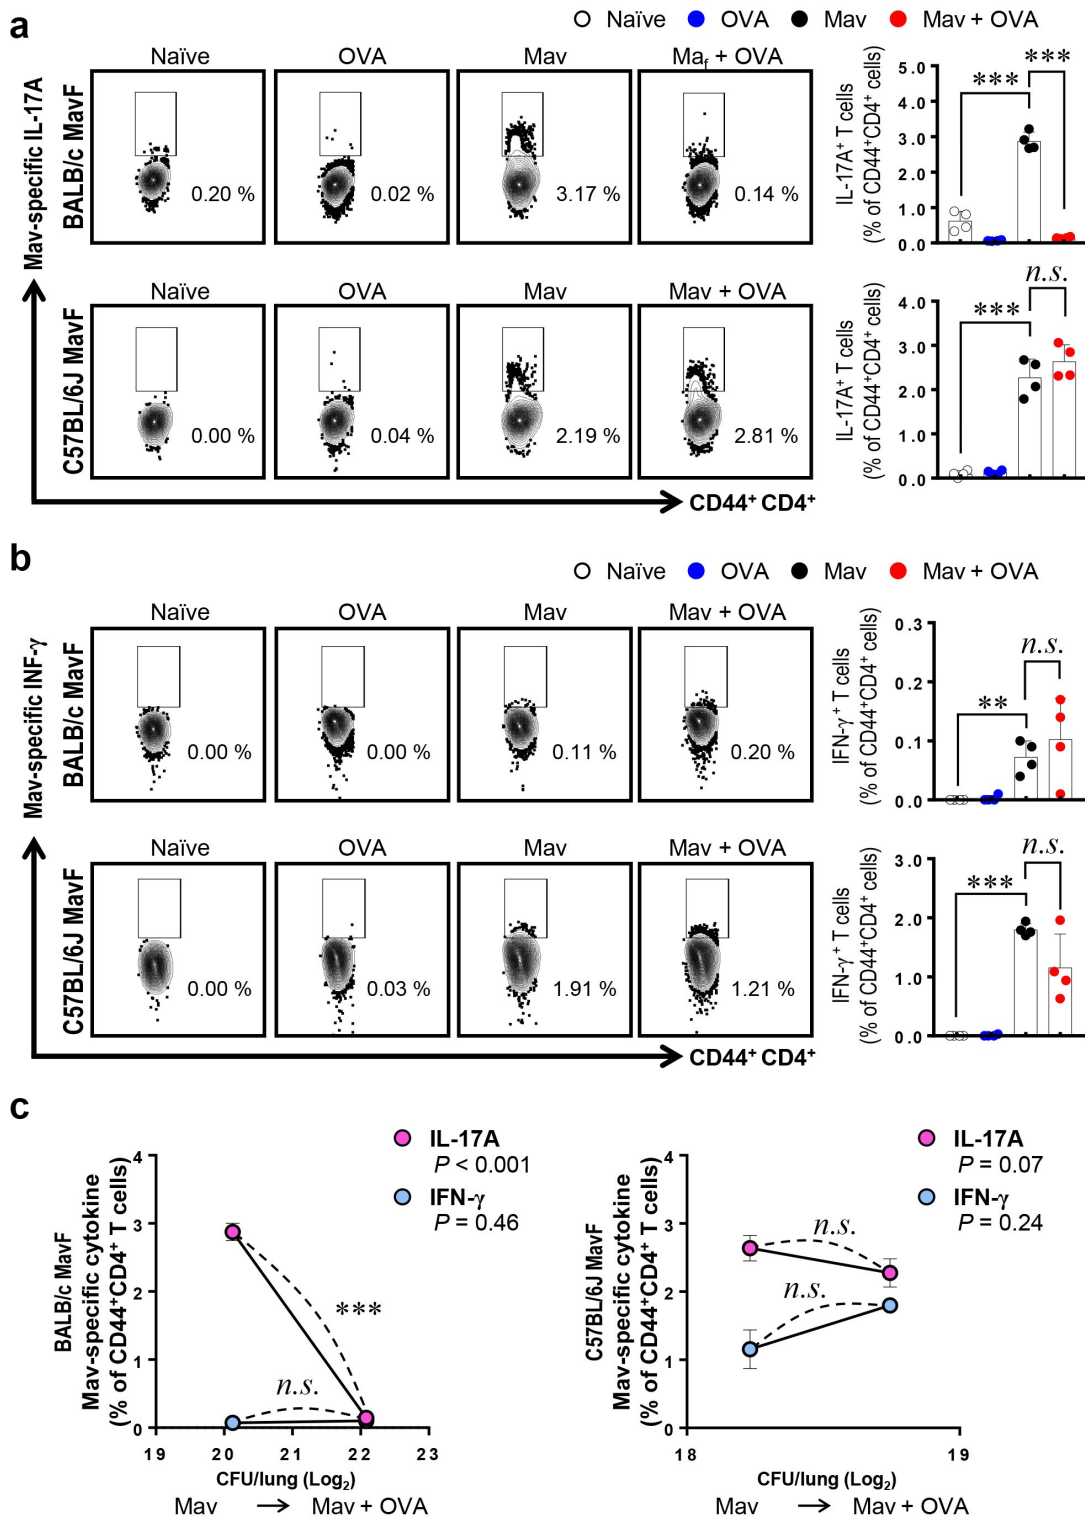 a
Naïve OVA Mav Mav + OVA
Naïve OVA Mav Maf + OVA
Mav-specific IL-17A
BALB/c MavF
0.20 % 0.02 % 3.17 % 0.14 %
IL-17A+ T cells
(% of CD44+CD4+ cells)
5.0
4.0
3.0
2.0
1.0
0.0
*** ***
Naïve OVA Mav Mav + OVA
C57BL/6J MavF
0.00 % 0.04 % 2.19 % 2.81 %
IL-17A+ T cells
(% of CD44+CD4+ cells)
4.0
3.0
2.0
1.0
0.0
*** n.s.
CD44+ CD4+
b
Naïve OVA Mav Mav + OVA
Naïve OVA Mav Mav + OVA
Mav-specific INF-γ
BALB/c MavF
0.00 % 0.00 % 0.11 % 0.20 %
IFN-γ+ T cells
(% of CD44+CD4+ cells)
0.3
0.2
0.1
0.0
** n.s.
Naïve OVA Mav Mav + OVA
C57BL/6J MavF
0.00 % 0.03 % 1.91 % 1.21 %
IFN-γ+ T cells
(% of CD44+CD4+ cells)
3.0
2.0
1.0
0.0
*** n.s.
CD44+ CD4+
c
BALB/c MavF
Mav-specific cytokine
(% of CD44+CD4+ T cells)
4
3
2
1
0
IL-17A
P < 0.001
IFN-γ
P = 0.46
***
n.s.
19 20 21 22 23
CFU/lung (Log2)
Mav → Mav + OVA
C57BL/6J MavF
Mav-specific cytokine
(% of CD44+CD4+ T cells)
4
3
2
1
0
IL-17A
P = 0.07
IFN-γ
P = 0.24
n.s.
n.s.
18 19
CFU/lung (Log2)
Mav → Mav + OVA